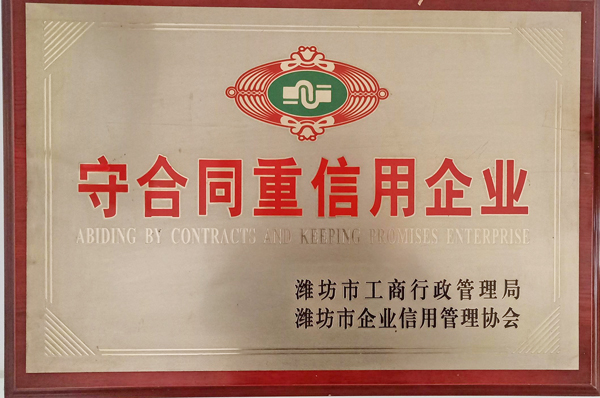 守合同重信用企业
ABIDING BY CONTRACTS AND KEEPING PROMISES ENTERPRISE
潍坊市工商行政管理局
潍坊市企业信用管理协会